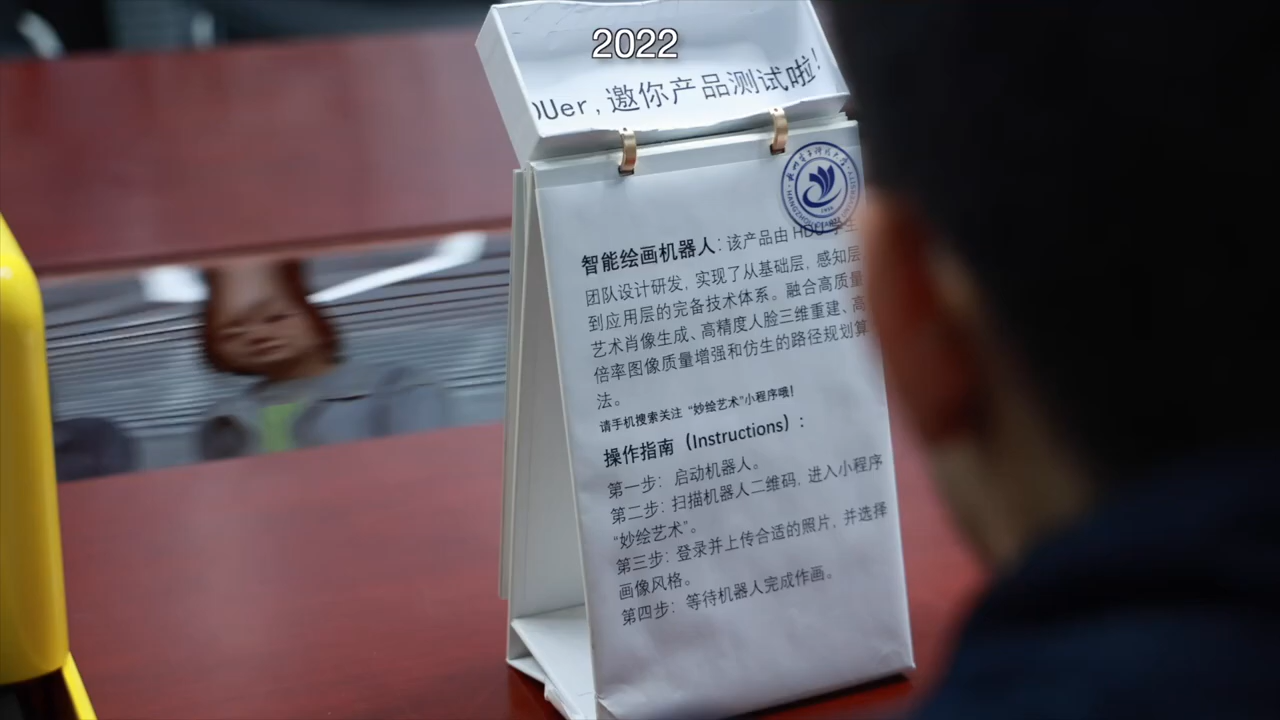 2022
Uer,邀你产品测试啦!
智能绘画机器人:该产品由 HDU 学生
团队设计研发,实现了从基础层,感知层
到应用层的完备技术体系。融合高质量
艺术肖像生成、高精度人脸三维重建、高
倍率图像质量增强和仿生的路径规划算
法。
请手机搜索关注“妙绘艺术”小程序哦!
操作指南(Instructions):
第一步:启动机器人。
第二步:扫描机器人二维码,进入小程序
“妙绘艺术”。
第三步:登录并上传合适的照片,并选择
画像风格。
第四步:等待机器人完成作画。